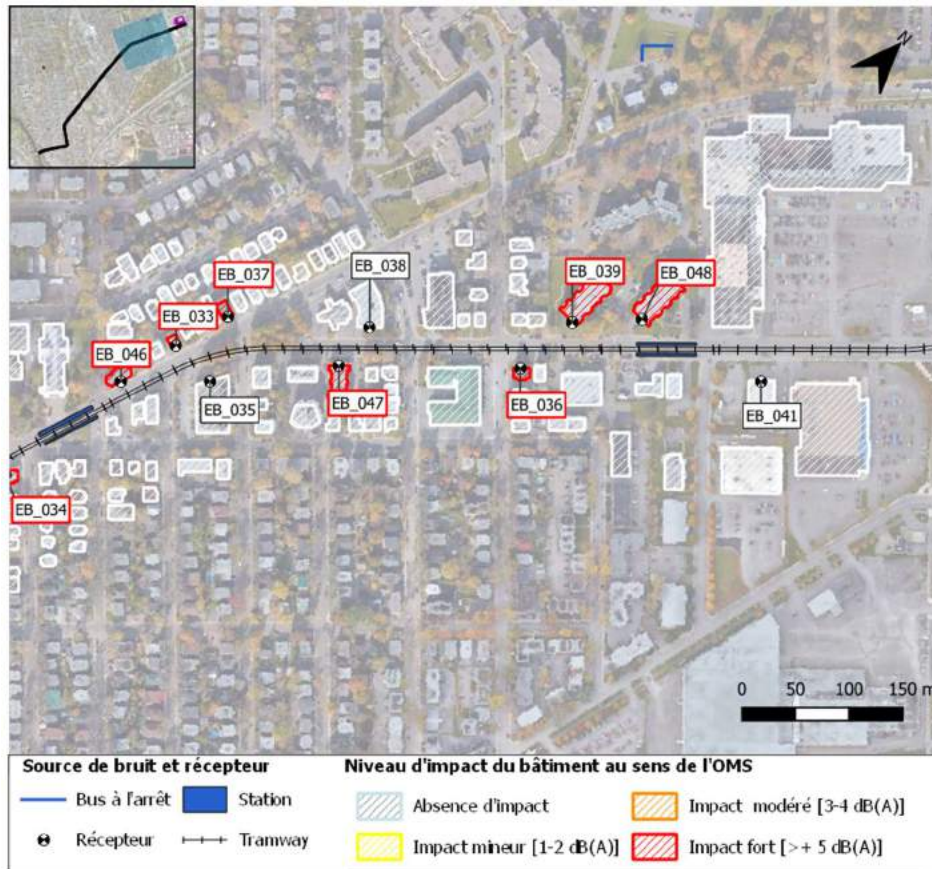 N
EB_037
EB_038
EB_039
EB_048
EB_033
EB_046
EB_035
EB_047
EB_036
EB_041
EB_034
0 50 100 150 m
Source de bruit et récepteur
Niveau d'impact du bâtiment au sens de l'OMS
Bus à l'arrêt
Station
Absence d'impact
Impact modéré [3-4 dB(A)]
Récepteur
Tramway
Impact mineur [1-2 dB(A)]
Impact fort [>+ 5 dB(A)]